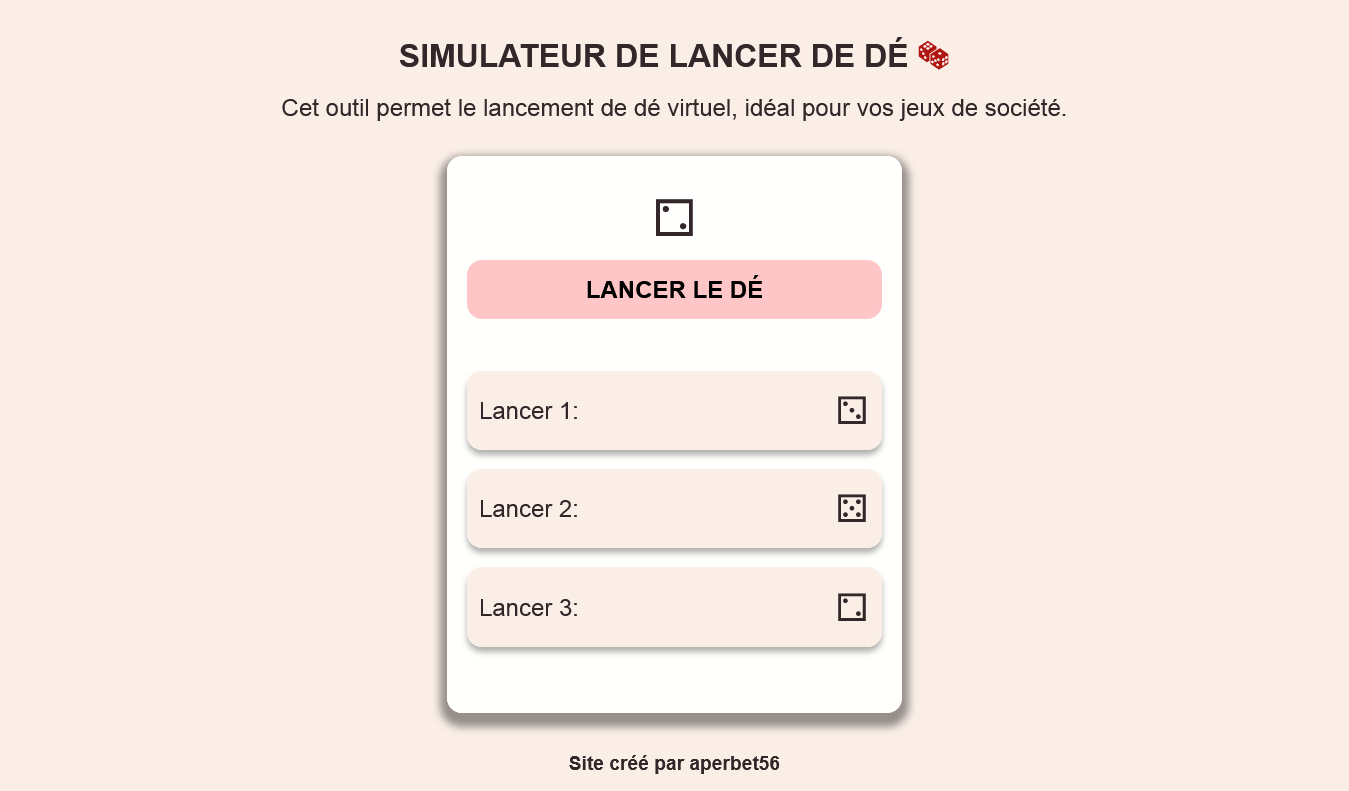 SIMULATEUR DE LANCER DE DÉ
Cet outil permet le lancement de dé virtuel, idéal pour vos jeux de société.
LANCER LE DÉ
Lancer 1:
Lancer 2:
Lancer 3:
Site créé par aperbet56